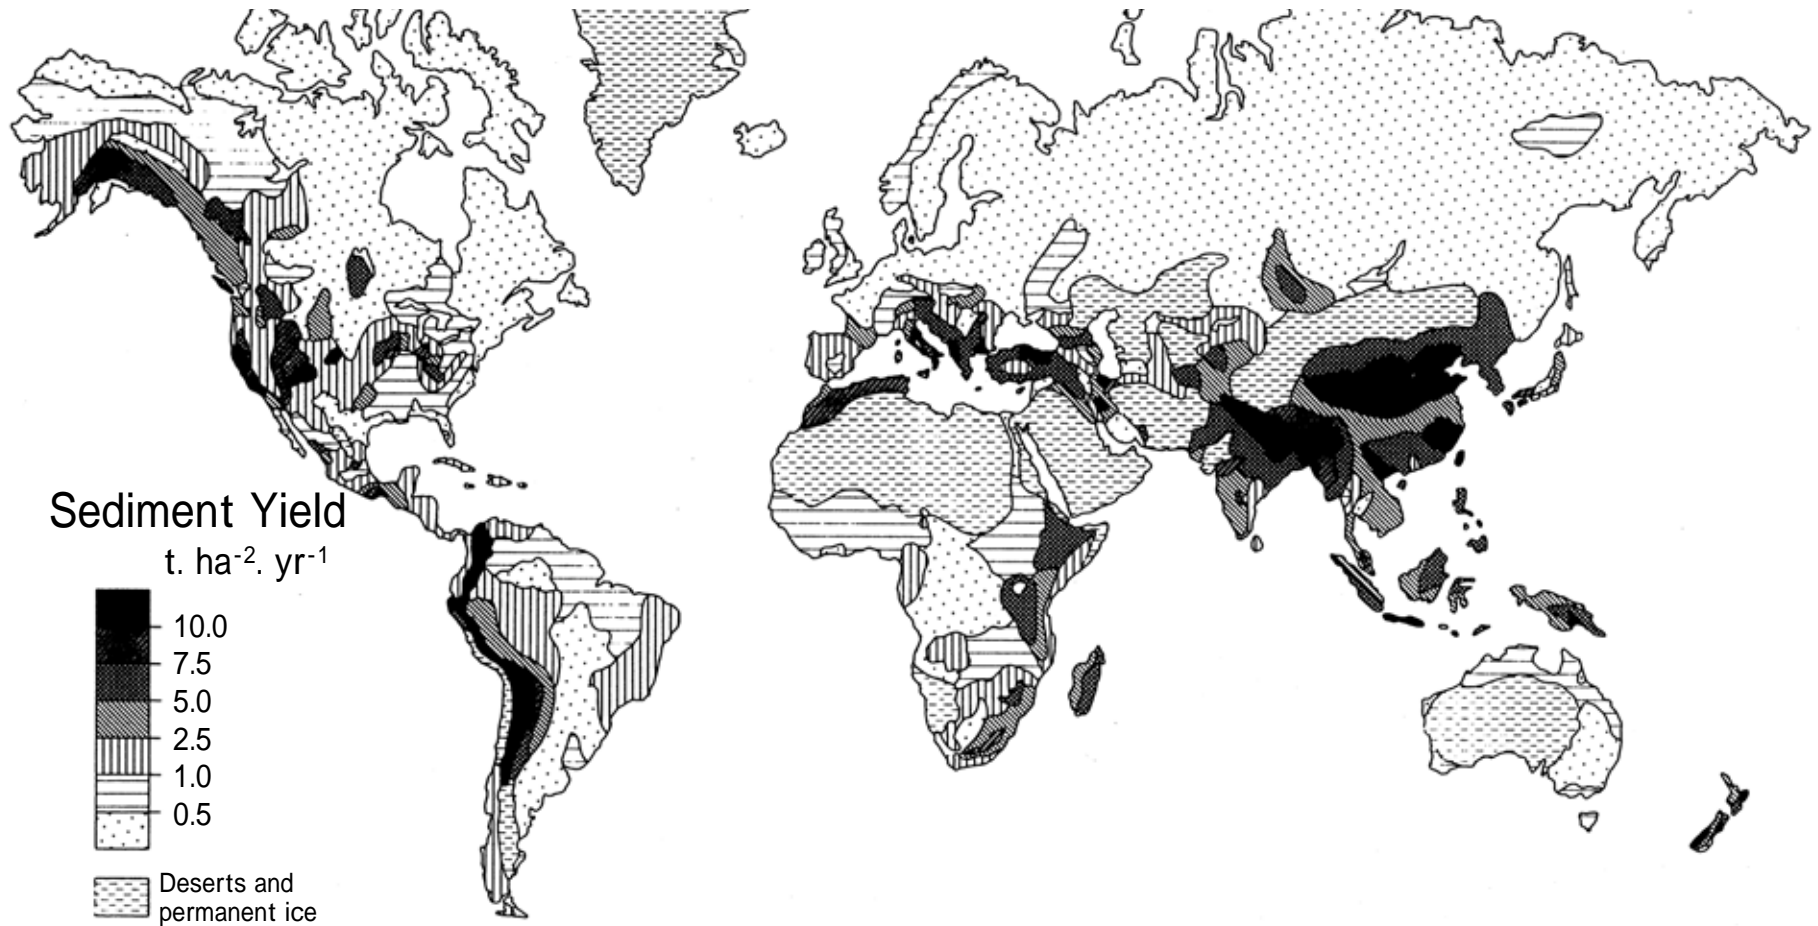 Sediment Yield
t. ha⁻². yr⁻¹
10.0
7.5
5.0
2.5
1.0
0.5
Deserts and
permanent ice